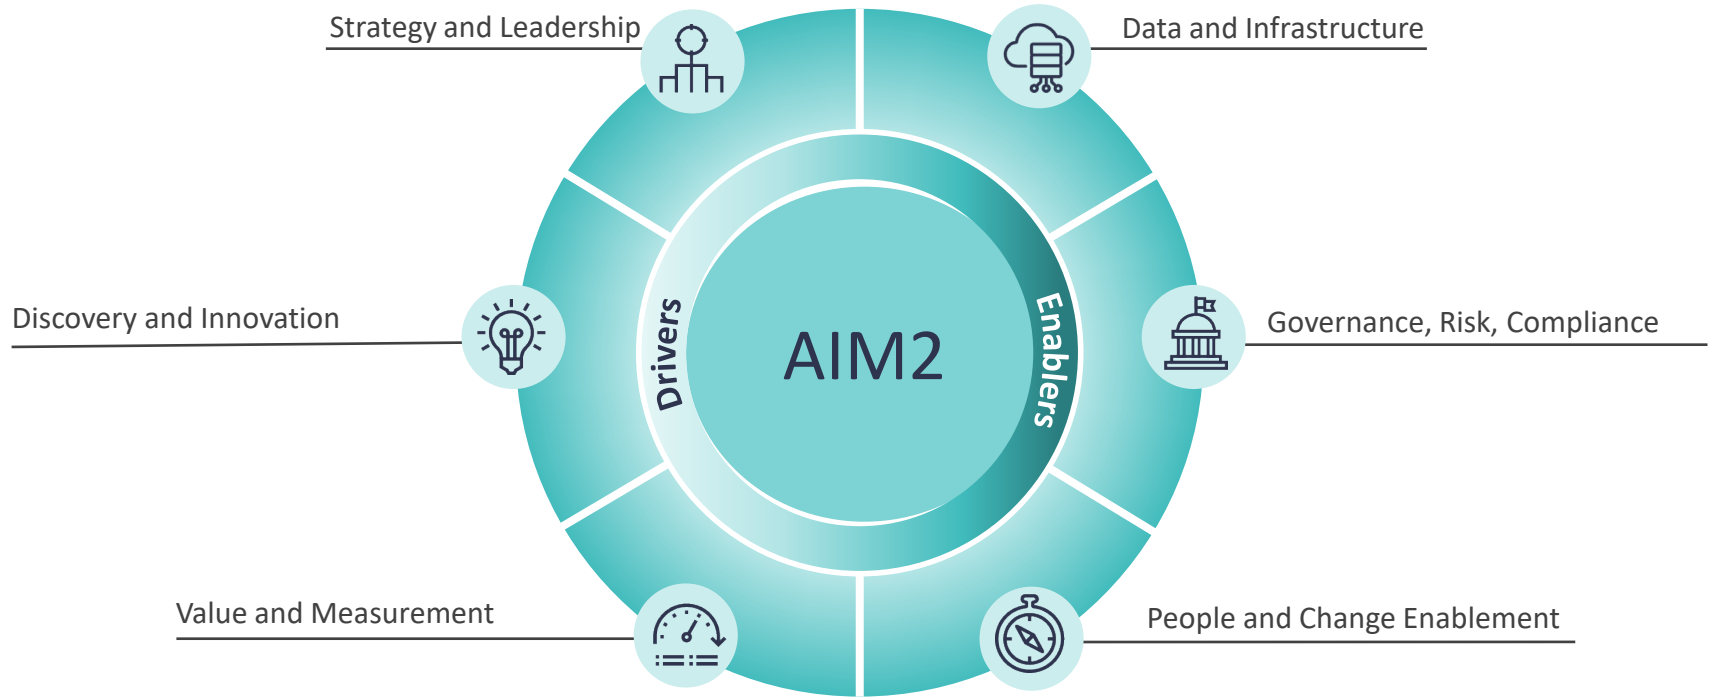 Strategy and Leadership
Data and Infrastructure
Discovery and Innovation
Drivers
AIM2
Enablers
Governance, Risk, Compliance
Value and Measurement
People and Change Enablement